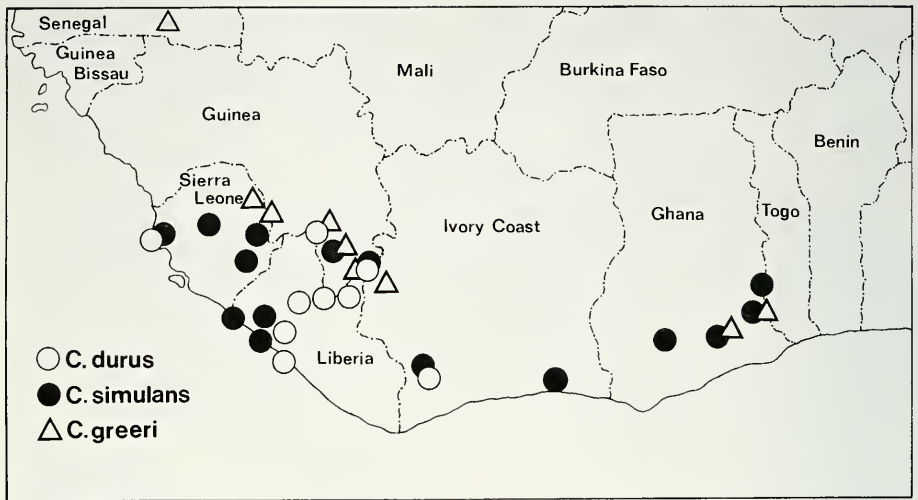 Senegal
Guinea
Bissau
Guinea
Mali
Burkina Faso
Benin
Sierra
Leone
Ivory Coast
Ghana
Togo
Liberia
C. durus
C. simulans
C. greeri